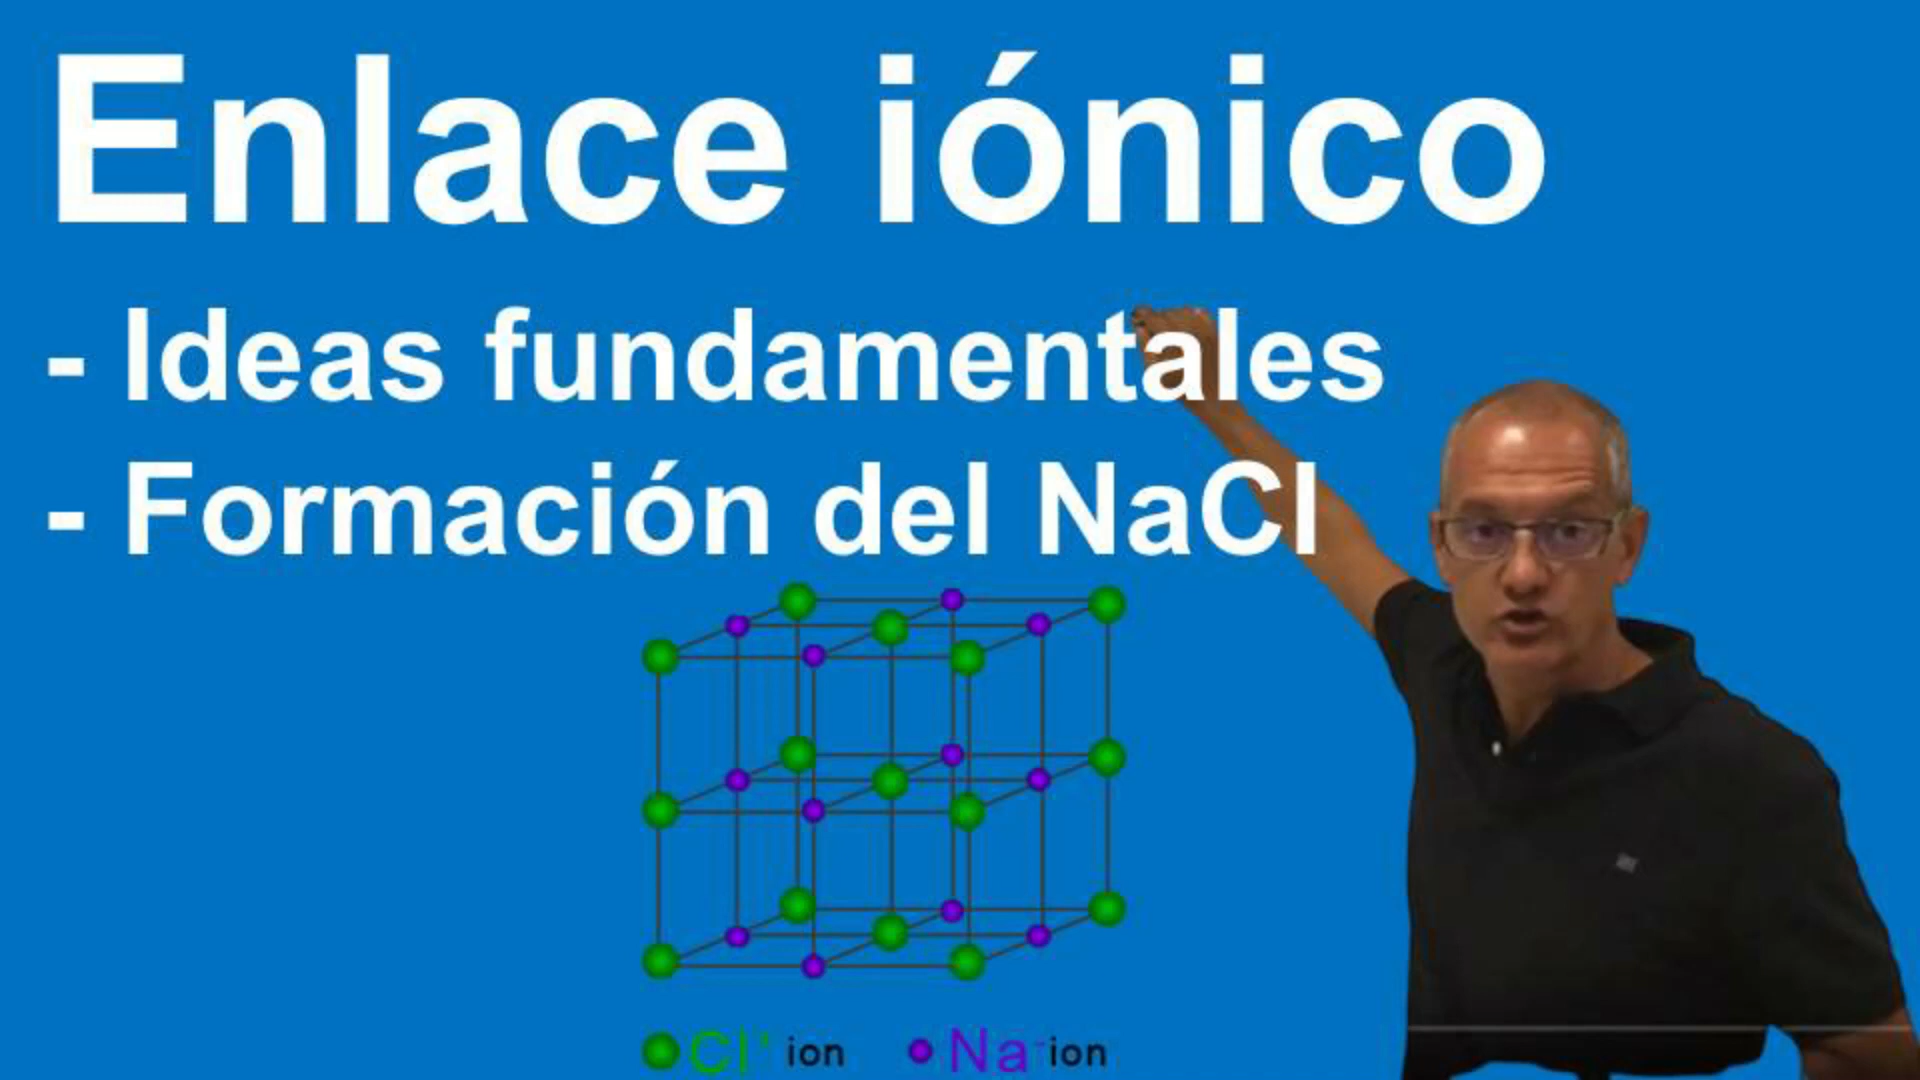 Enlace iónico
- Ideas fundamentales
- Formación del NaCl
Cl⁺ ion Na⁻ ion